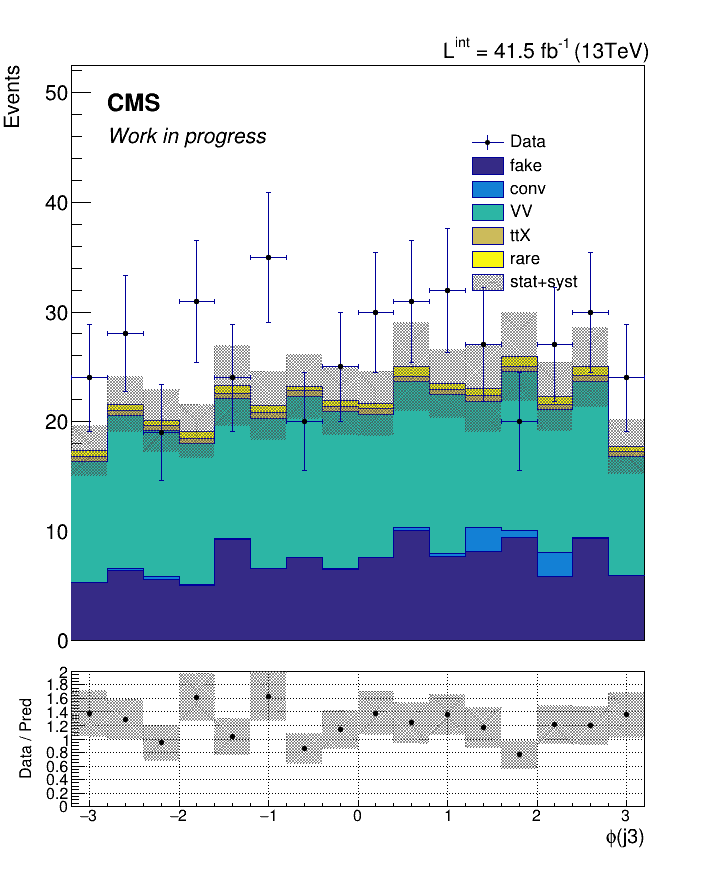 L^int = 41.5 fb^-1 (13TeV)
Events
CMS
Work in progress
Data
fake
conv
VV
ttX
rare
stat+syst
50
40
30
20
10
0
Data / Pred
2
1.8
1.6
1.4
1.2
1
0.8
0.6
0.4
0.2
0
−3 −2 −1 0 1 2 3
ϕ(j3)